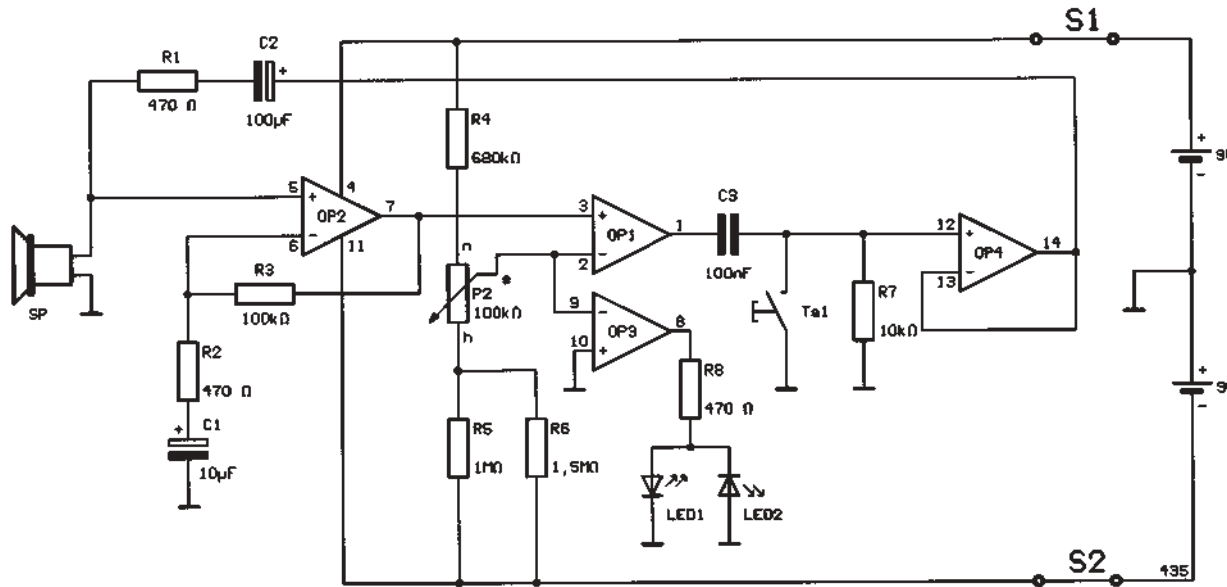 S1
R1
470 Ω
C2
+
100µF
R4
680kΩ
5
+
OP2
4
7
6
-
11
R3
100kΩ
SP
R2
470 Ω
+
C1
10µF
n
P2
*
100kΩ
h
R5
1MΩ
R6
1,5MΩ
3
+
OP1
1
2
-
9
-
OP3
8
10
+
R8
470 Ω
LED1
LED2
C3
100nF
Ta1
R7
10kΩ
12
+
OP4
14
13
-
+
-
+
-
S2
435